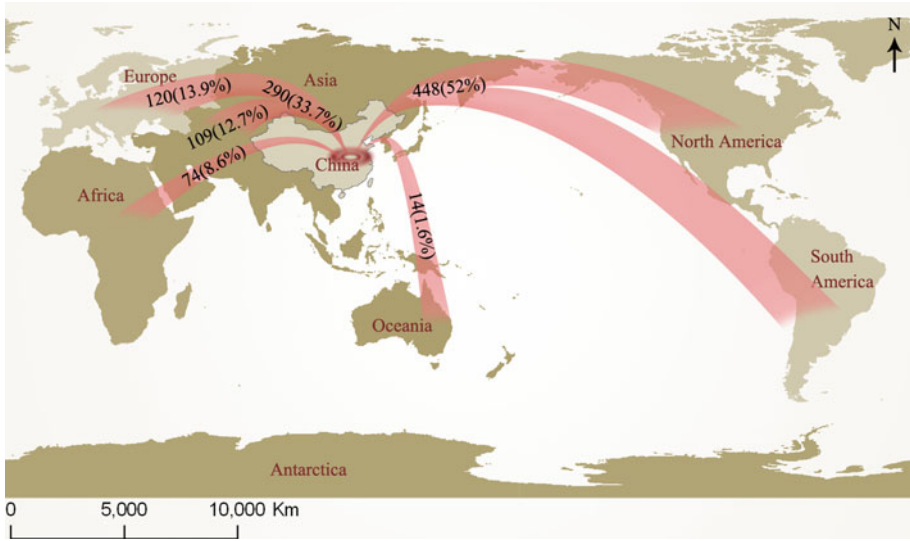 N
Europe
Asia
120(13.9%)
290(33.7%)
448(52%)
109(12.7%)
North America
74(8.6%)
China
Africa
14(1.6%)
South
America
Oceania
Antarctica
0 5,000 10,000 Km